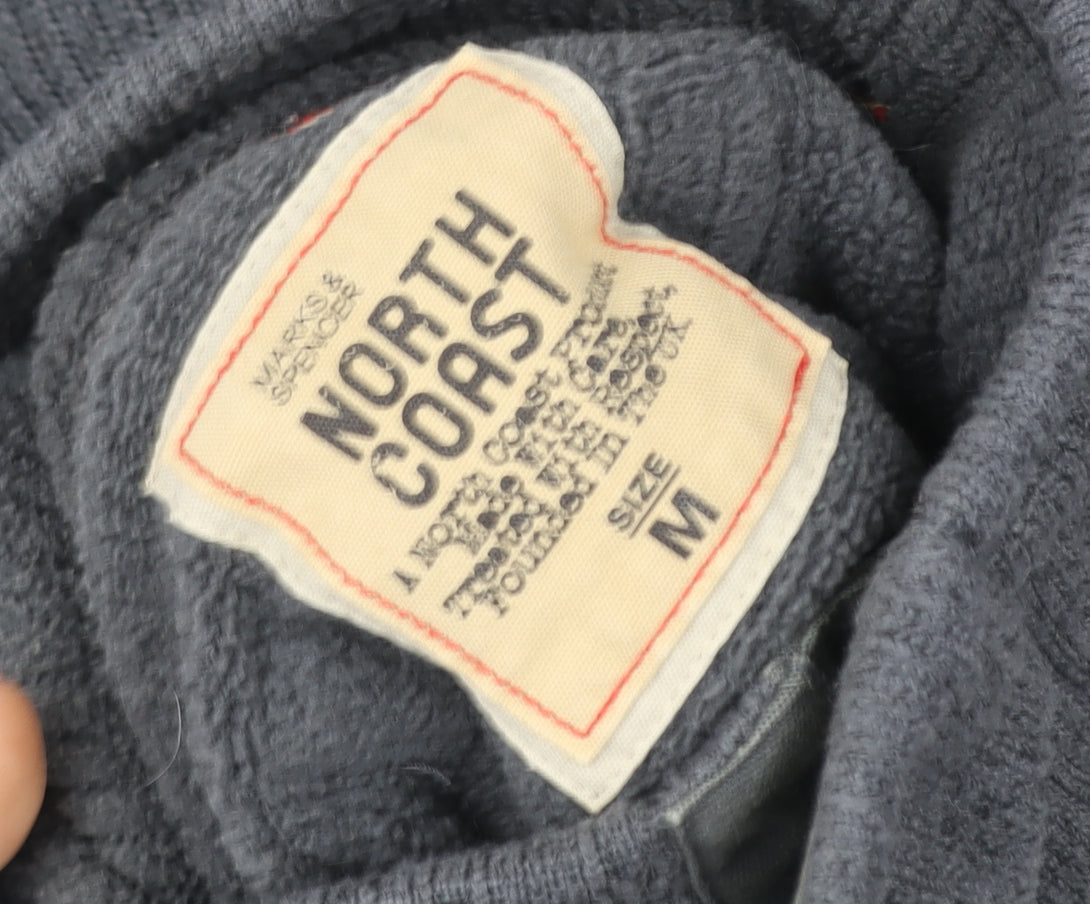 MARKS &
SPENCER
NORTH
COAST
A North Coast Product
Made With Care,
Treated With Respect,
Founded In The UK
SIZE
M